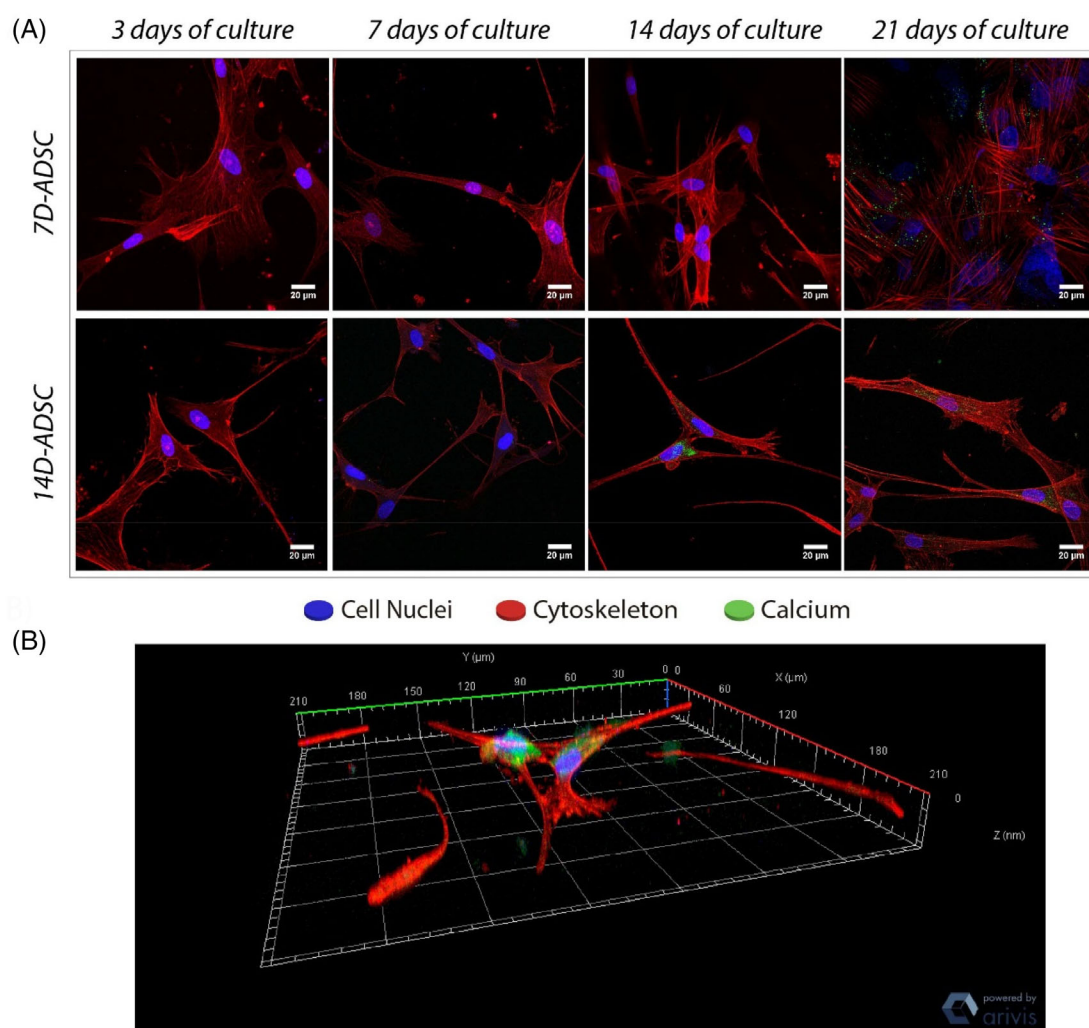 (A)
3 days of culture
7 days of culture
14 days of culture
21 days of culture
7D-ADSC
20 µm
20 µm
20 µm
20 µm
14D-ADSC
20 µm
20 µm
20 µm
20 µm
Cell Nuclei
Cytoskeleton
Calcium
(B)
Y (µm)
210
180
150
120
90
60
30
0
0
X (µm)
60
120
180
210
0
Z (nm)
powered by
arivis